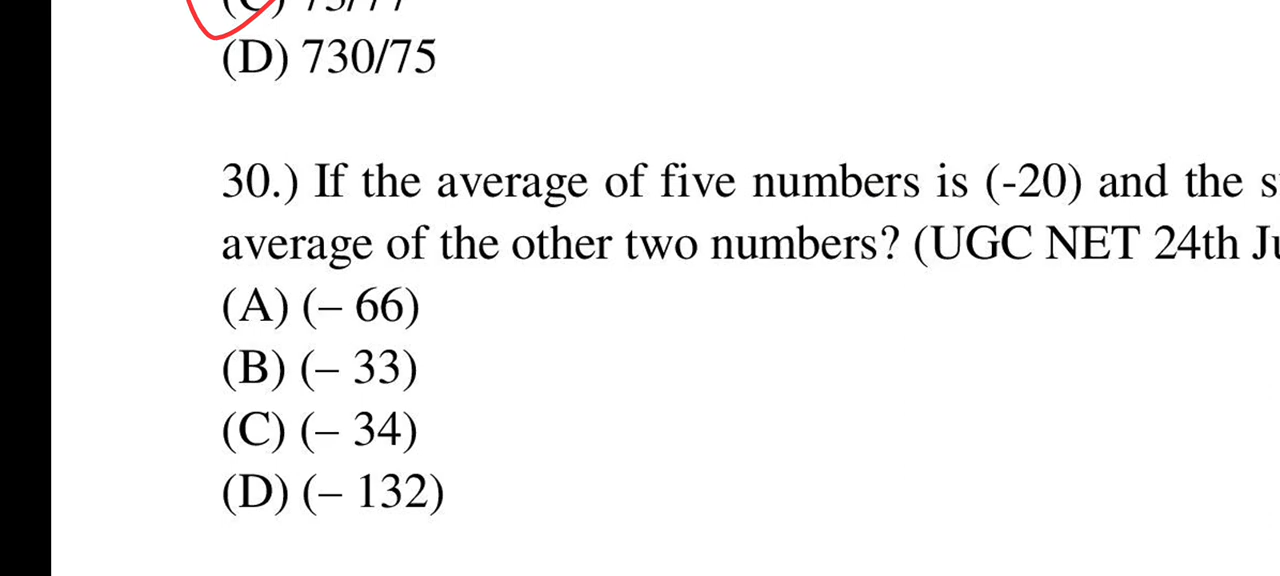 (D) 730/75
30.) If the average of five numbers is (-20) and the
average of the other two numbers? (UGC NET 24th
(A) (– 66)
(B) (– 33)
(C) (– 34)
(D) (– 132)